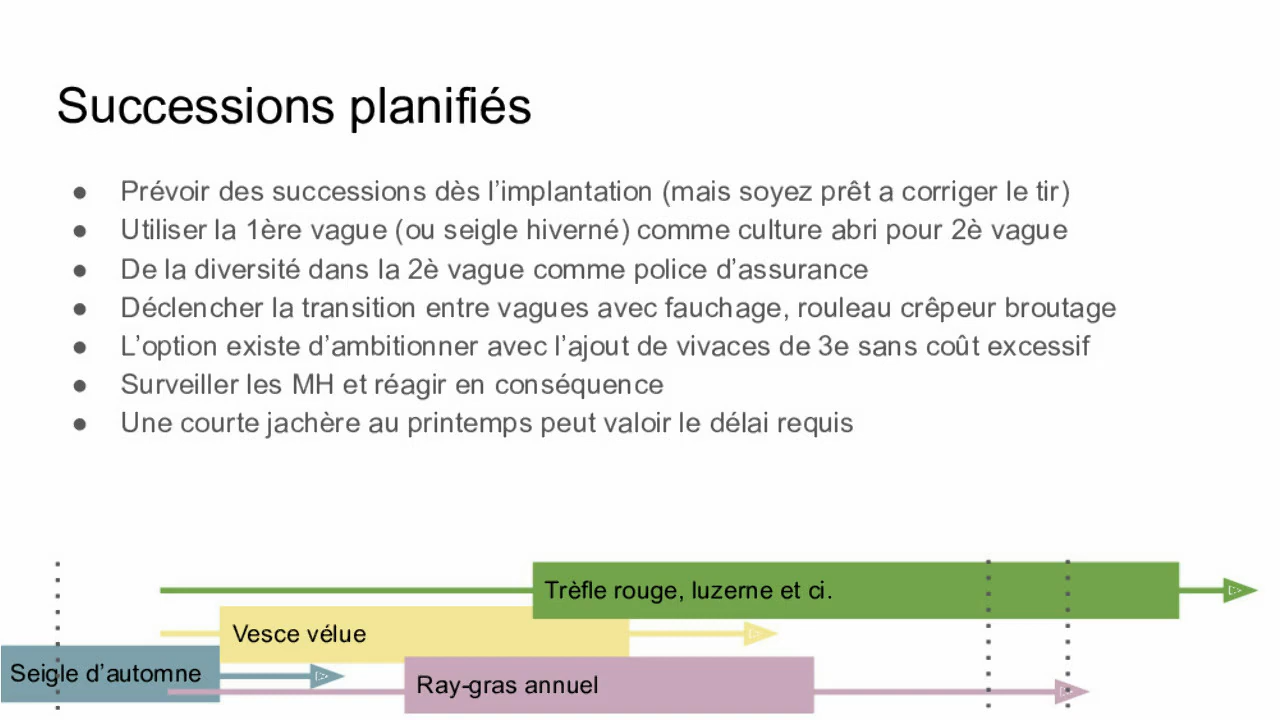 Successions planifiés
● Prévoir des successions dès l’implantation (mais soyez prêt a corriger le tir)
● Utiliser la 1ère vague (ou seigle hiverné) comme culture abri pour 2è vague
● De la diversité dans la 2è vague comme police d’assurance
● Déclencher la transition entre vagues avec fauchage, rouleau crêpeur broutage
● L’option existe d’ambitionner avec l’ajout de vivaces de 3e sans coût excessif
● Surveiller les MH et réagir en conséquence
● Une courte jachère au printemps peut valoir le délai requis
Trèfle rouge, luzerne et ci.
Vesce vélue
Seigle d’automne
Ray-gras annuel